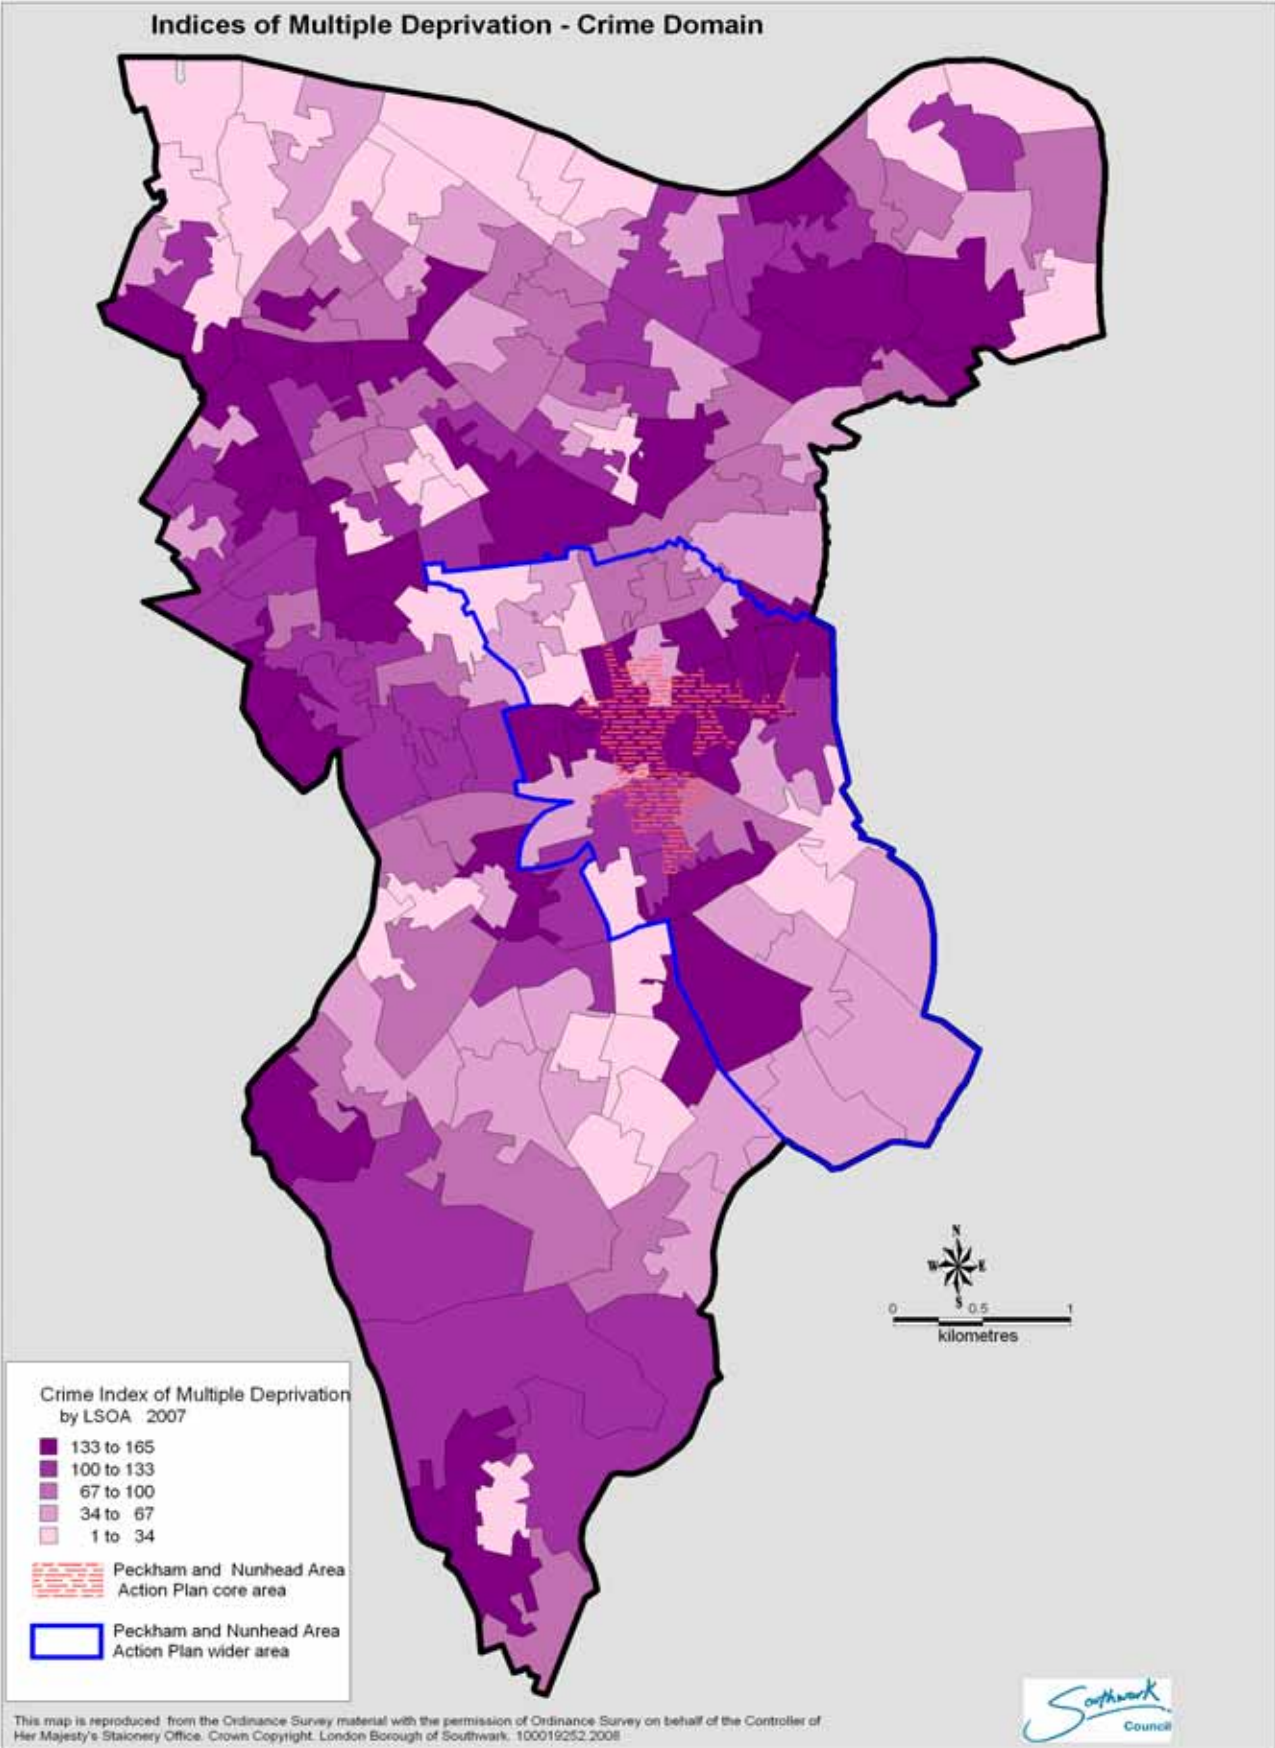 Indices of Multiple Deprivation - Crime Domain
N
W E
S
0 0.5 1
kilometres
Crime Index of Multiple Deprivation
by LSOA 2007
133 to 165
100 to 133
67 to 100
34 to 67
1 to 34
Peckham and Nunhead Area
Action Plan core area
Peckham and Nunhead Area
Action Plan wider area
Southwark
Council
This map is reproduced from the Ordinance Survey material with the permission of Ordinance Survey on behalf of the Controller of
Her Majesty's Staionery Office. Crown Copyright. London Borough of Southwark. 100019252.2008